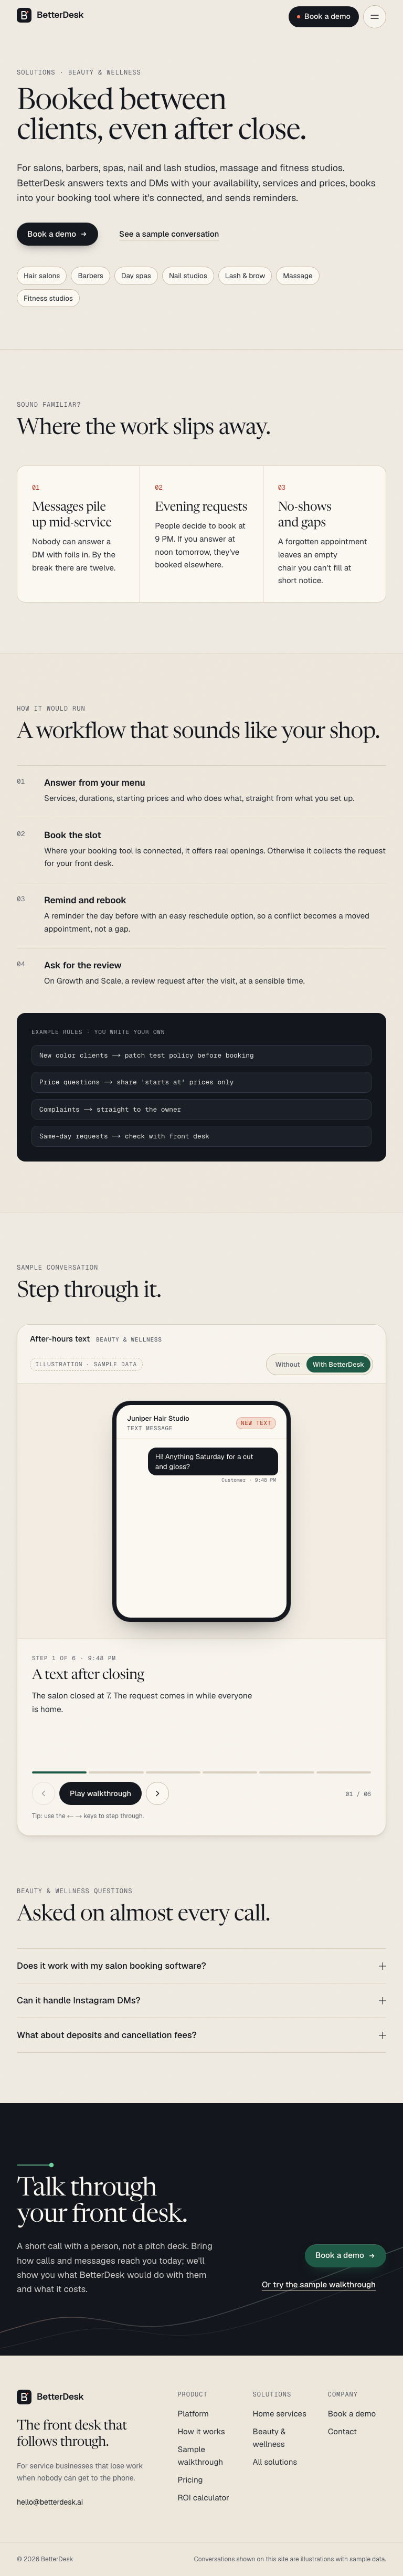 BetterDesk
Book a demo
SOLUTIONS · BEAUTY & WELLNESS
Booked between
clients, even after close.
For salons, barbers, spas, nail and lash studios, massage and fitness studios.
BetterDesk answers texts and DMs with your availability, services and prices, books
into your booking tool where it's connected, and sends reminders.
Book a demo →
See a sample conversation
Hair salons
Barbers
Day spas
Nail studios
Lash & brow
Massage
Fitness studios
SOUND FAMILIAR?
Where the work slips away.
01
Messages pile
up mid-service
Nobody can answer a
DM with foils in. By the
break there are twelve.
02
Evening requests
People decide to book at
9 PM. If you answer at
noon tomorrow, they've
booked elsewhere.
03
No-shows
and gaps
A forgotten appointment
leaves an empty
chair you can't fill at
short notice.
HOW IT WOULD RUN
A workflow that sounds like your shop.
01
Answer from your menu
Services, durations, starting prices and who does what, straight from what you set up.
02
Book the slot
Where your booking tool is connected, it offers real openings. Otherwise it collects the request
for your front desk.
03
Remind and rebook
A reminder the day before with an easy reschedule option, so a conflict becomes a moved
appointment, not a gap.
04
Ask for the review
On Growth and Scale, a review request after the visit, at a sensible time.
EXAMPLE RULES · YOU WRITE YOUR OWN
New color clients → patch test policy before booking
Price questions → share 'starts at' prices only
Complaints → straight to the owner
Same-day requests → check with front desk
SAMPLE CONVERSATION
Step through it.
After-hours text BEAUTY & WELLNESS
ILLUSTRATION · SAMPLE DATA
Without
With BetterDesk
Juniper Hair Studio
TEXT MESSAGE
NEW TEXT
Hi! Anything Saturday for a cut
and gloss?
Customer · 9:48 PM
STEP 1 OF 6 · 9:48 PM
A text after closing
The salon closed at 7. The request comes in while everyone
is home.
Play walkthrough
01 / 06
Tip: use the ← → keys to step through.
BEAUTY & WELLNESS QUESTIONS
Asked on almost every call.
Does it work with my salon booking software?
Can it handle Instagram DMs?
What about deposits and cancellation fees?
Talk through
your front desk.
A short call with a person, not a pitch deck. Bring
how calls and messages reach you today; we'll
show you what BetterDesk would do with them
and what it costs.
Book a demo →
Or try the sample walkthrough
BetterDesk
The front desk that
follows through.
For service businesses that lose work
when nobody can get to the phone.
hello@betterdesk.ai
PRODUCT
Platform
How it works
Sample
walkthrough
Pricing
ROI calculator
SOLUTIONS
Home services
Beauty &
wellness
All solutions
COMPANY
Book a demo
Contact
© 2026 BetterDesk
Conversations shown on this site are illustrations with sample data.